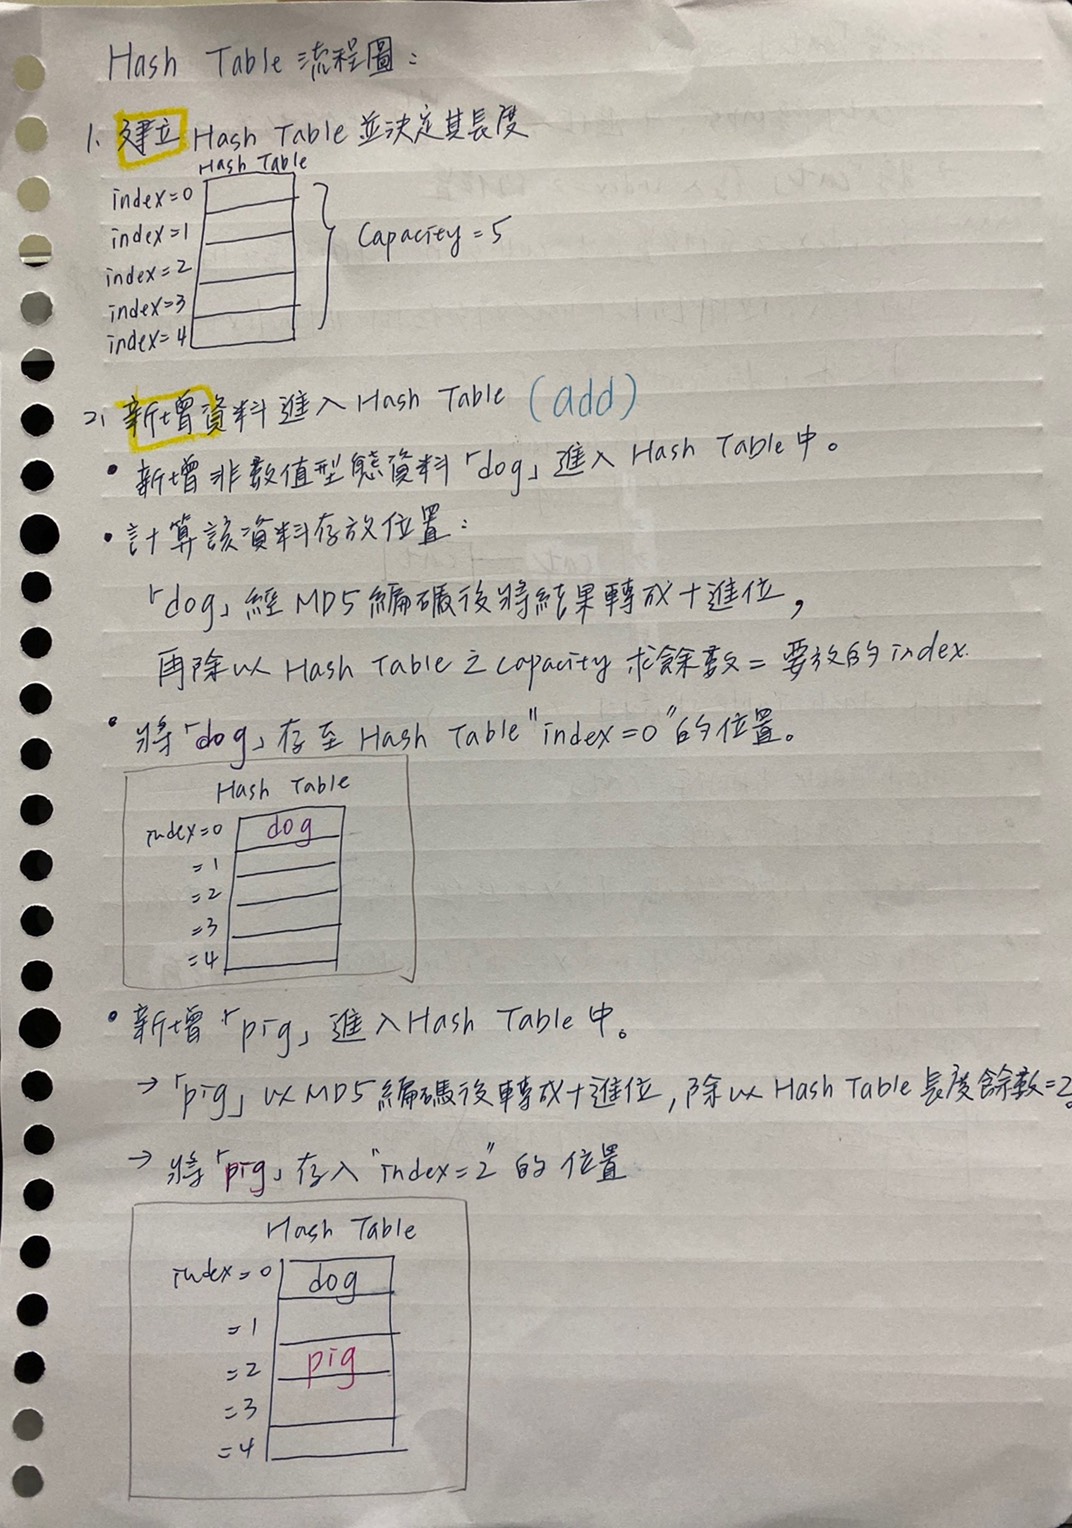 Hash Table 流程圖：
1. 建立 Hash Table 並決定其長度
Hash Table
index=0
index=1
index=2
index=3
index=4
Capacity = 5
2. 新增資料進入 Hash Table (add)
• 新增非數值型態資料「dog」進入 Hash Table 中。
• 計算該資料存放位置：
「dog」經 MD5 編碼後將結果轉成十進位，
再除以 Hash Table 之 capacity 求餘數 = 要放的 index.
• 將「dog」存至 Hash Table "index=0" 的位置。
Hash Table
index=0 dog
=1
=2
=3
=4
• 新增「pig」進入 Hash Table 中。
→ 「pig」以 MD5 編碼後轉成十進位，除以 Hash Table 長度餘數=2。
→ 將「pig」存入 "index=2" 的位置
Hash Table
index=0 dog
=1
=2 pig
=3
=4